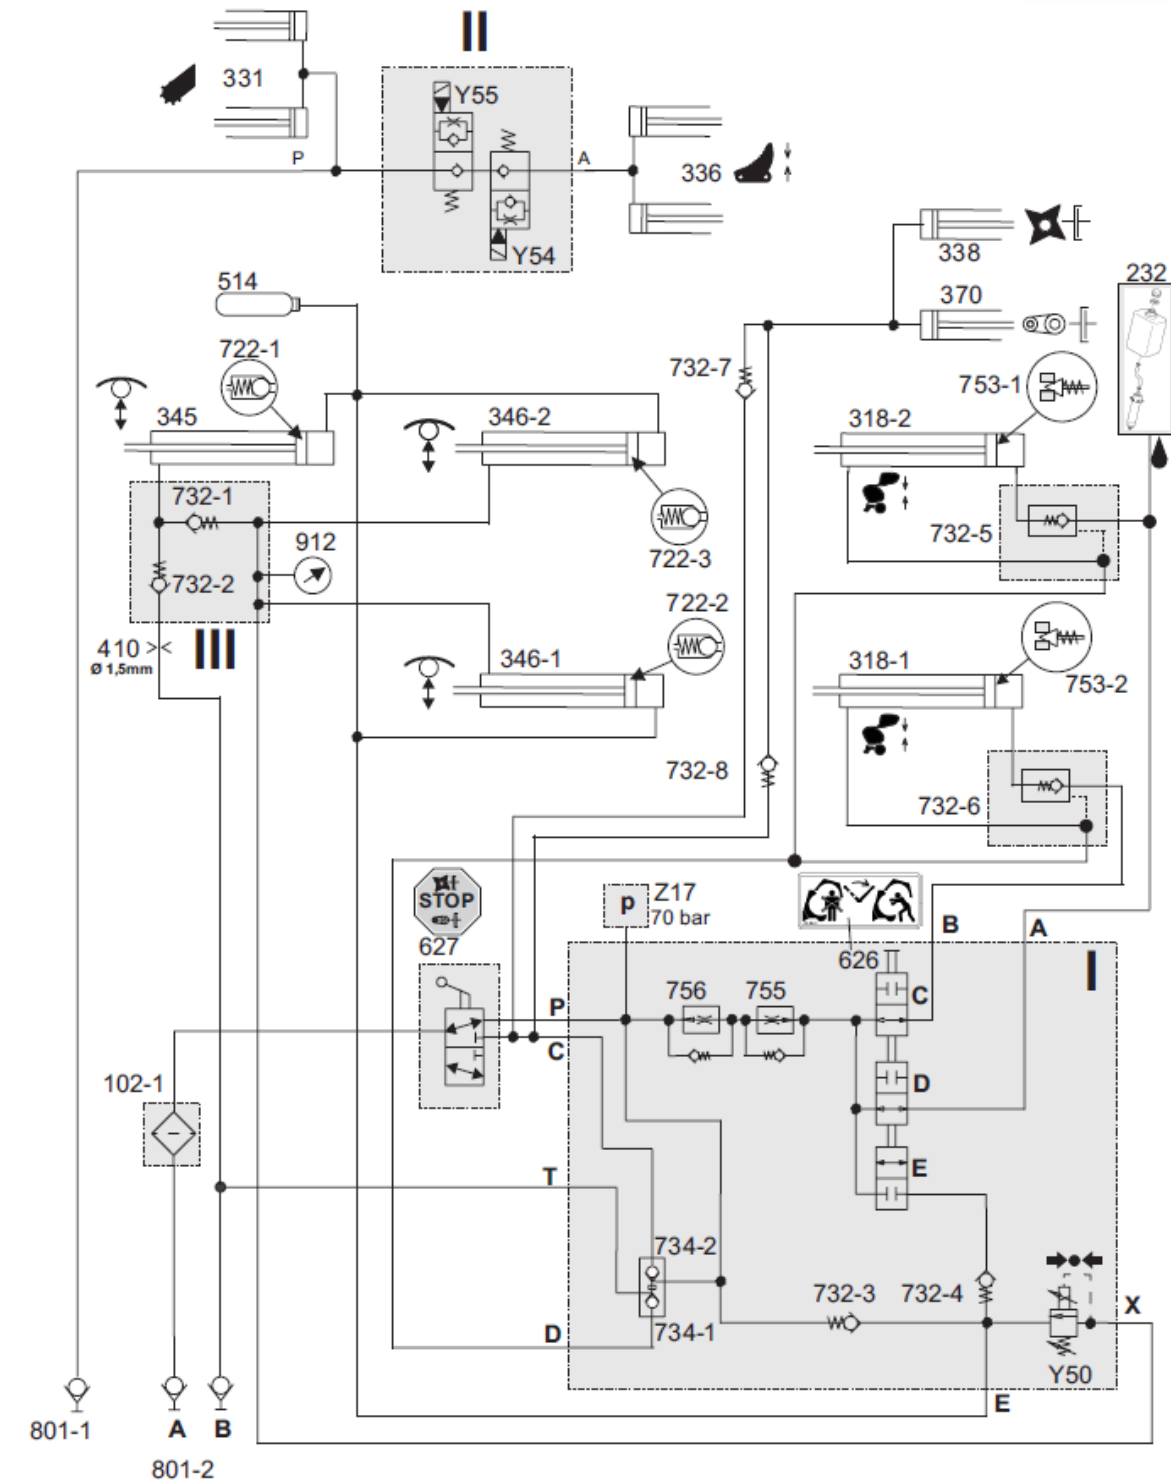 II
331
Y55
P
A
336
Y54
338
232
514
370
722-1
732-7
753-1
345
346-2
318-2
732-1
912
732-5
732-2
722-3
722-2
410 ><
Ø 1,5mm
III
346-1
318-1
753-2
732-8
732-6
STOP
p
Z17
70 bar
627
B
A
626
I
P
756
755
C
C
D
102-1
E
T
734-2
732-3
732-4
X
D
734-1
Y50
E
801-1
A
B
801-2